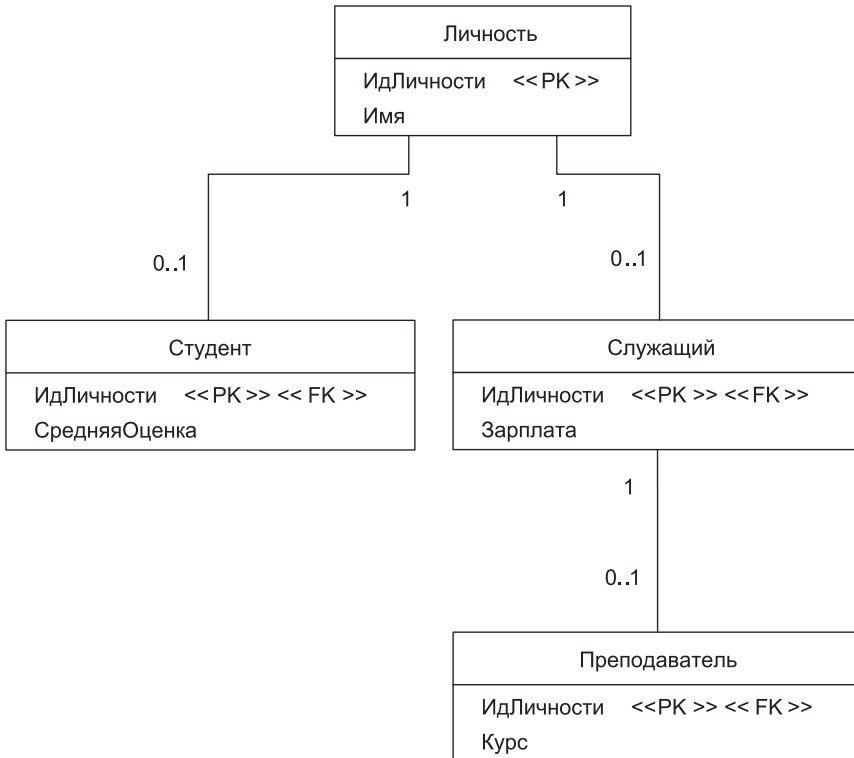 Личность
ИдЛичности <<PK>>
Имя
1 1
0..1 0..1
Студент
ИдЛичности <<PK>> <<FK>>
СредняяОценка
Служащий
ИдЛичности <<PK>> <<FK>>
Зарплата
1
0..1
Преподаватель
ИдЛичности <<PK>> <<FK>>
Курс